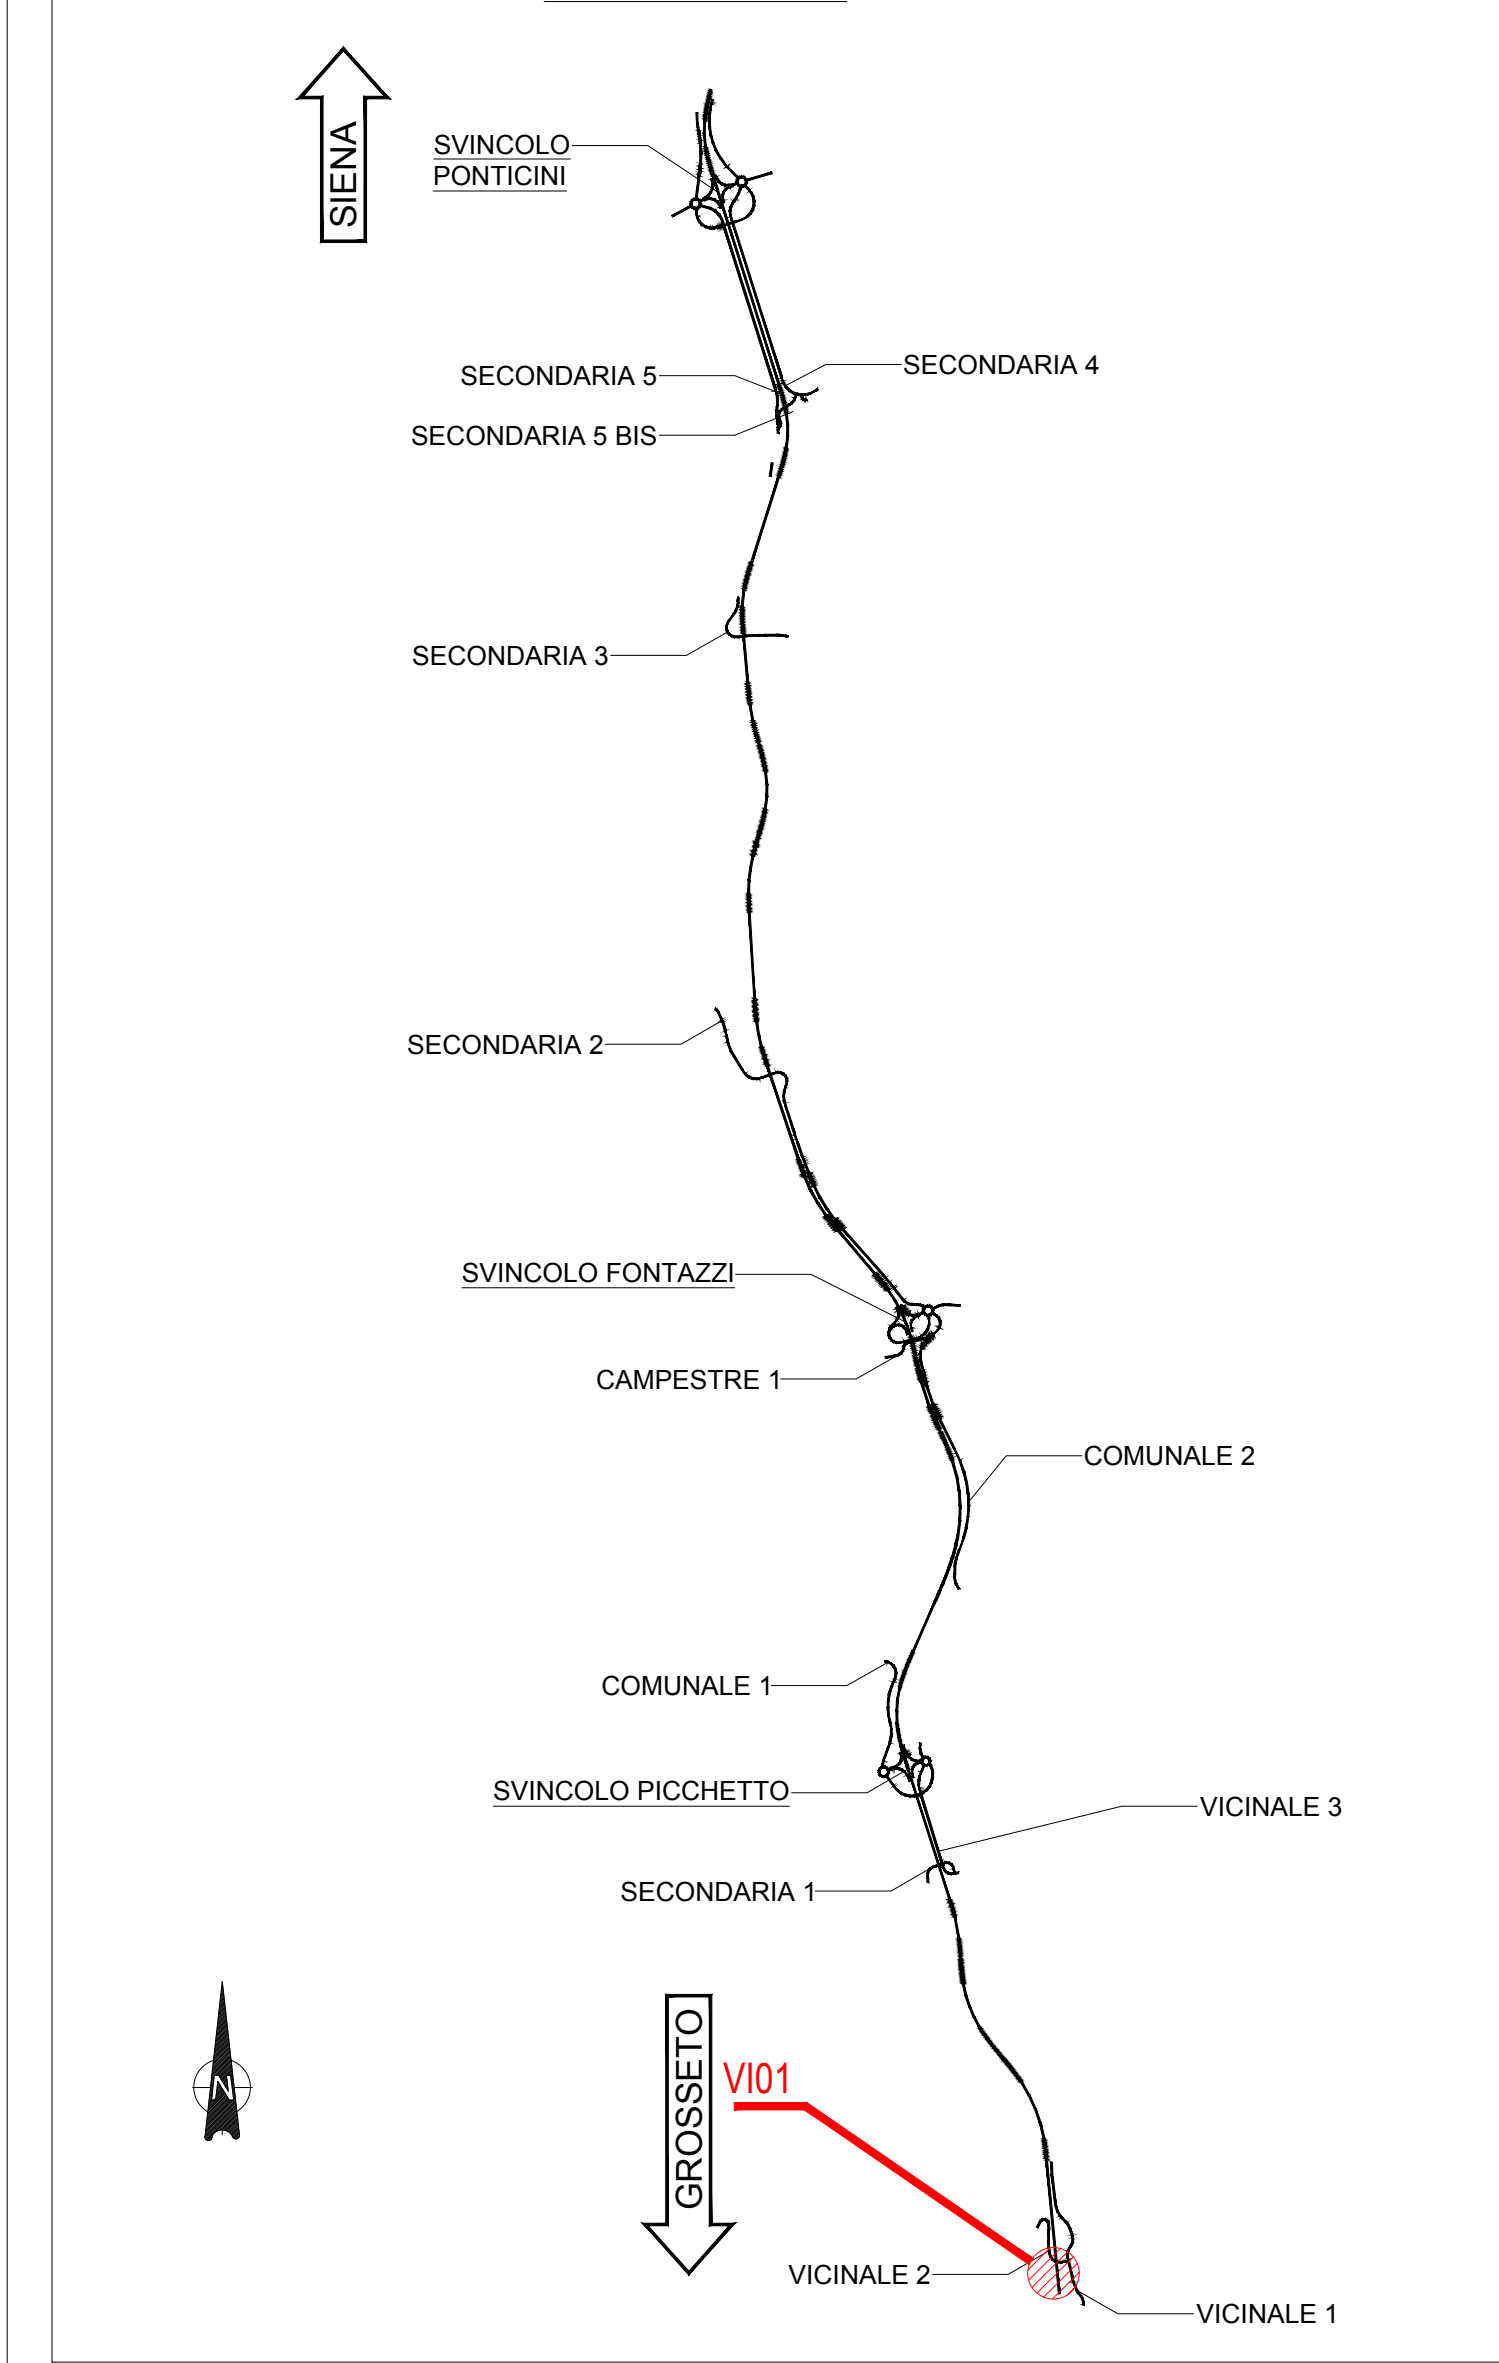 SIENA
SVINCOLO
PONTICINI
SECONDARIA 4
SECONDARIA 5
SECONDARIA 5 BIS
SECONDARIA 3
SECONDARIA 2
SVINCOLO FONTAZZI
CAMPESTRE 1
COMUNALE 2
COMUNALE 1
SVINCOLO PICCHETTO
VICINALE 3
SECONDARIA 1
GROSSETO
VI01
N
VICINALE 2
VICINALE 1